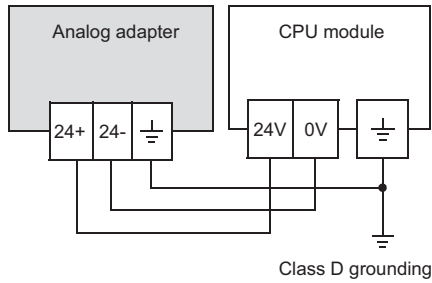 Analog adapter
CPU module
24+ 24-
24V 0V
Class D grounding